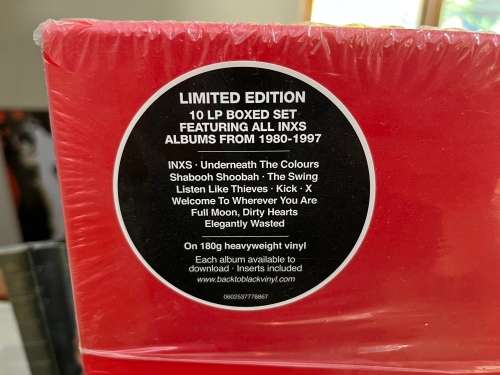 LIMITED EDITION
10 LP BOXED SET
FEATURING ALL INXS
ALBUMS FROM 1980-1997
INXS · Underneath The Colours
Shabooh Shoobah · The Swing
Listen Like Thieves · Kick · X
Welcome To Wherever You Are
Full Moon, Dirty Hearts
Elegantly Wasted
On 180g heavyweight vinyl
Each album available to
download · Inserts included
www.backtoblackvinyl.com
0602537778867